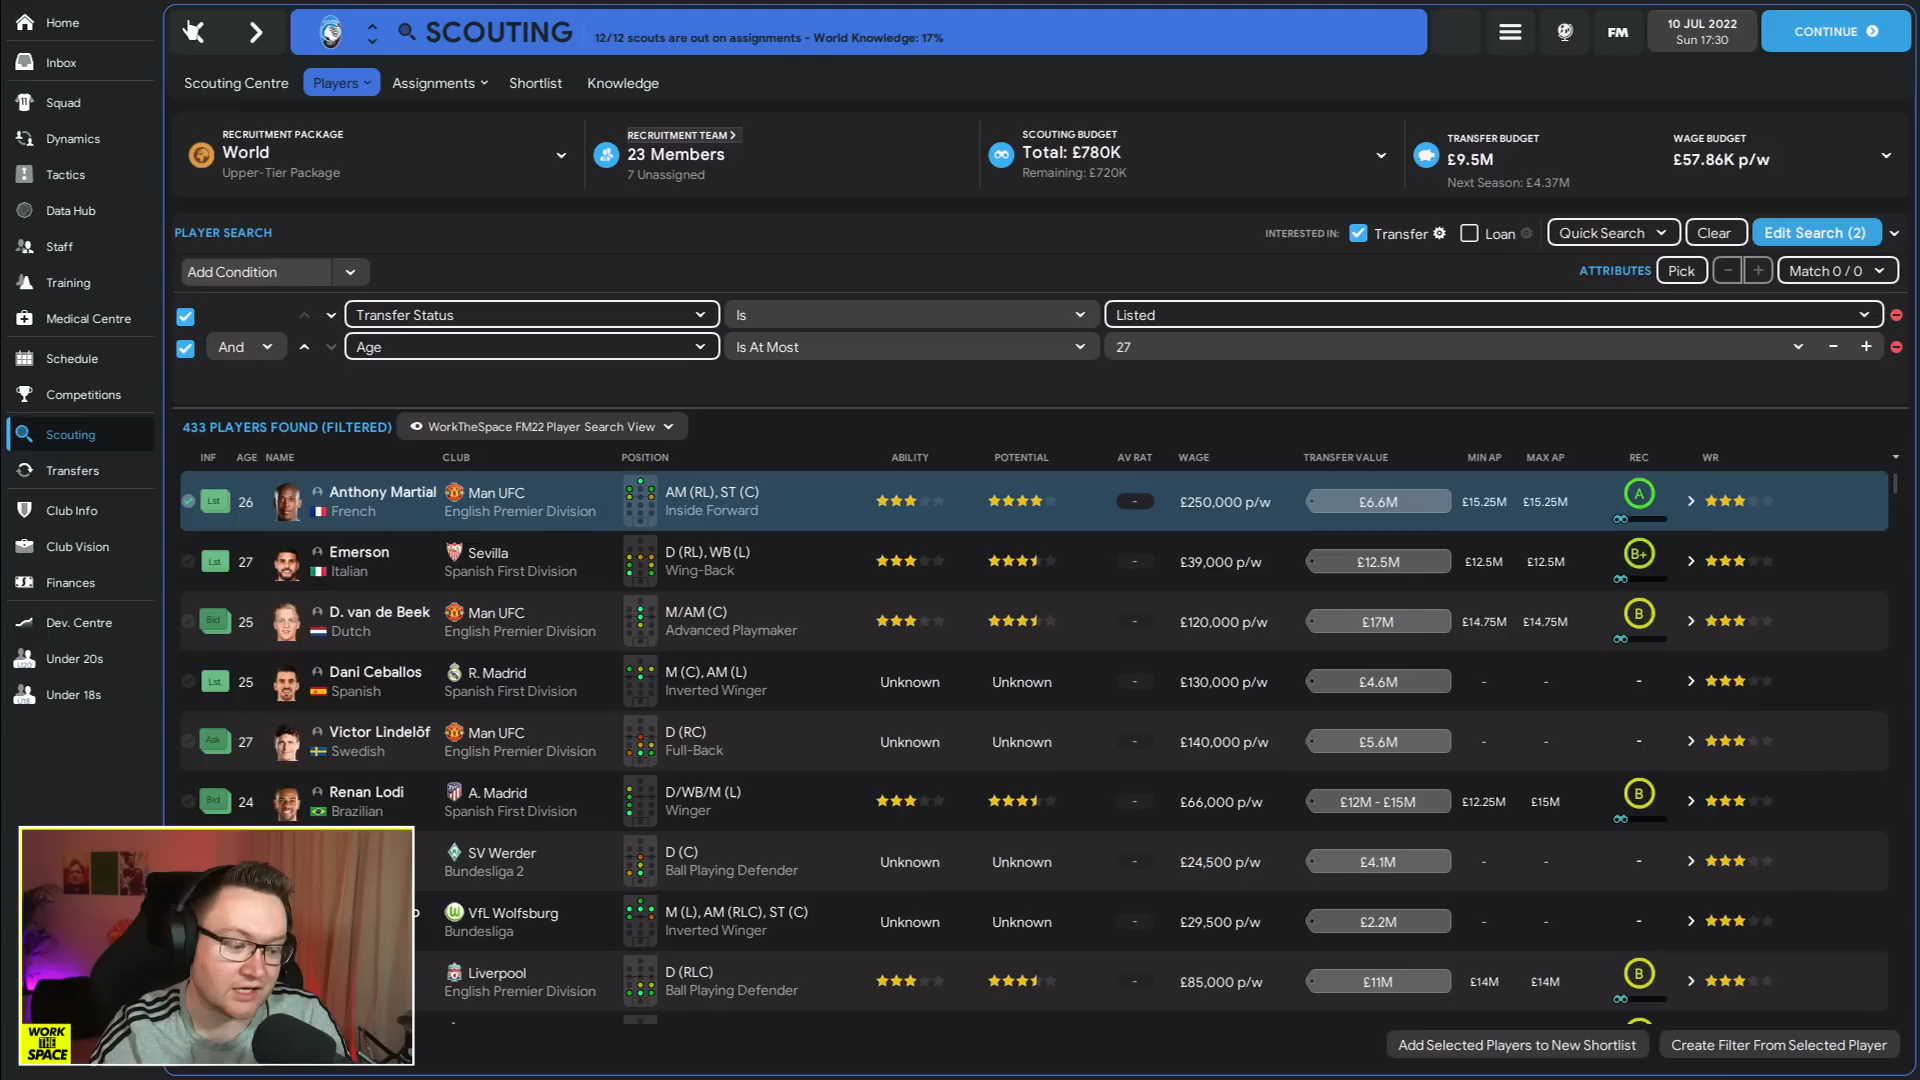 Home
Inbox
Squad
Dynamics
Tactics
Data Hub
Staff
Training
Medical Centre
Schedule
Competitions
Scouting
Transfers
Club Info
Club Vision
Finances
Dev. Centre
Under 20s
Under 18s
SCOUTING 12/12 scouts are out on assignments - World Knowledge: 17%
FM
10 JUL 2022
Sun 17:30
CONTINUE
Scouting Centre Players Assignments Shortlist Knowledge
RECRUITMENT PACKAGE
World
Upper-Tier Package
RECRUITMENT TEAM >
23 Members
7 Unassigned
SCOUTING BUDGET
Total: £780K
Remaining: £720K
TRANSFER BUDGET
£9.5M
Next Season: £4.37M
WAGE BUDGET
£57.86K p/w
PLAYER SEARCH INTERESTED IN: Transfer Loan Quick Search Clear Edit Search (2)
Add Condition ATTRIBUTES Pick - + Match 0 / 0
Transfer Status Is Listed
And Age Is At Most 27 - +
433 PLAYERS FOUND (FILTERED) WorkTheSpace FM22 Player Search View
INF AGE NAME CLUB POSITION ABILITY POTENTIAL AV RAT WAGE TRANSFER VALUE MIN AP MAX AP REC WR
Lst 26 Anthony Martial Man UFC AM (RL), ST (C) - £250,000 p/w £6.6M £15.25M £15.25M A
French English Premier Division Inside Forward
Lst 27 Emerson Sevilla D (RL), WB (L) - £39,000 p/w £12.5M £12.5M £12.5M B+
Italian Spanish First Division Wing-Back
Bid 25 D. van de Beek Man UFC M/AM (C) - £120,000 p/w £17M £14.75M £14.75M B
Dutch English Premier Division Advanced Playmaker
Lst 25 Dani Ceballos R. Madrid M (C), AM (L) Unknown Unknown - £130,000 p/w £4.6M - - -
Spanish Spanish First Division Inverted Winger
Ask 27 Victor Lindelöf Man UFC D (RC) Unknown Unknown - £140,000 p/w £5.6M - - -
Swedish English Premier Division Full-Back
Bid 24 Renan Lodi A. Madrid D/WB/M (L) - £66,000 p/w £12M - £15M £12.25M £15M B
Brazilian Spanish First Division Winger
SV Werder D (C) Unknown Unknown - £24,500 p/w £4.1M - - -
Bundesliga 2 Ball Playing Defender
VfL Wolfsburg M (L), AM (RLC), ST (C) Unknown Unknown - £29,500 p/w £2.2M - - -
Bundesliga Inverted Winger
Liverpool D (RLC) - £85,000 p/w £11M £14M £14M B
English Premier Division Ball Playing Defender
WORK
THE
SPACE
Add Selected Players to New Shortlist Create Filter From Selected Player